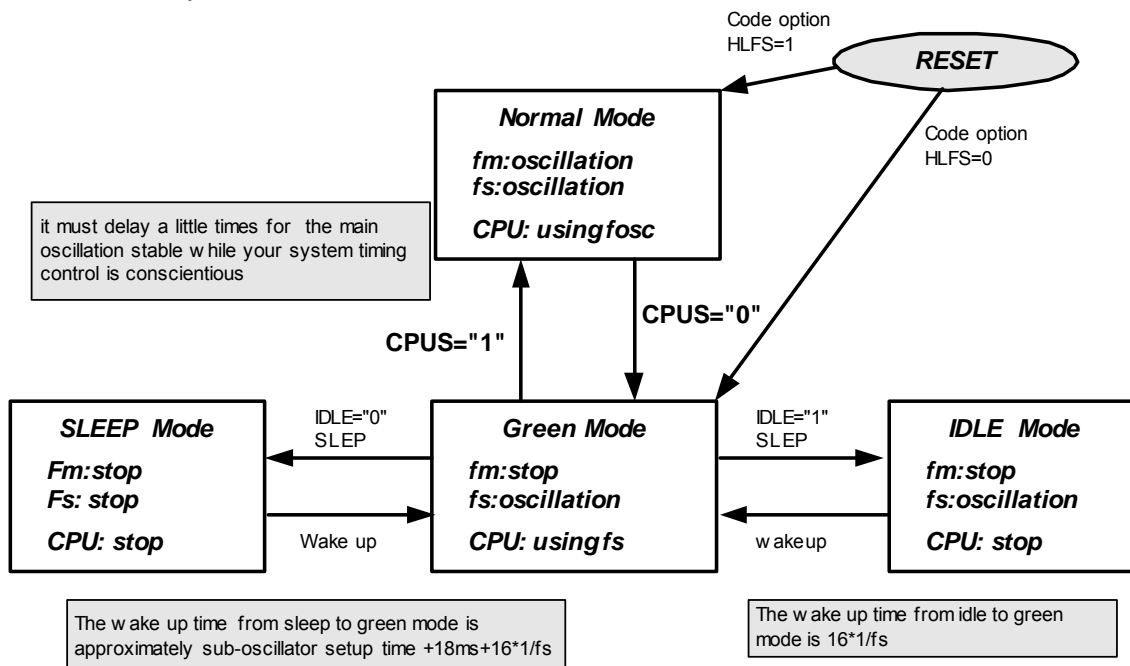 Code option
HLFS=1
RESET
Normal Mode
fm:oscillation
fs:oscillation
CPU: using fosc
Code option
HLFS=0
it must delay a little times for the main
oscillation stable while your system timing
control is conscientious
CPUS="1"
CPUS="0"
SLEEP Mode
Fm:stop
Fs: stop
CPU: stop
IDLE="0"
SLEP
Wake up
Green Mode
fm:stop
fs:oscillation
CPU: using fs
IDLE="1"
SLEP
wakeup
IDLE Mode
fm:stop
fs:oscillation
CPU: stop
The wake up time from sleep to green mode is
approximately sub-oscillator setup time +18ms+16*1/fs
The wake up time from idle to green
mode is 16*1/fs